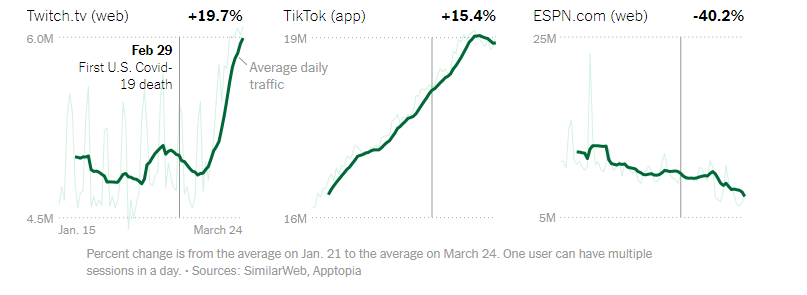 Twitch.tv (web) +19.7%
TikTok (app) +15.4%
ESPN.com (web) -40.2%
6.0M
19M
25M
Feb 29
First U.S. Covid-
19 death
Average daily
traffic
4.5M
16M
5M
Jan. 15
March 24
Percent change is from the average on Jan. 21 to the average on March 24. One user can have multiple
sessions in a day. • Sources: SimilarWeb, Apptopia